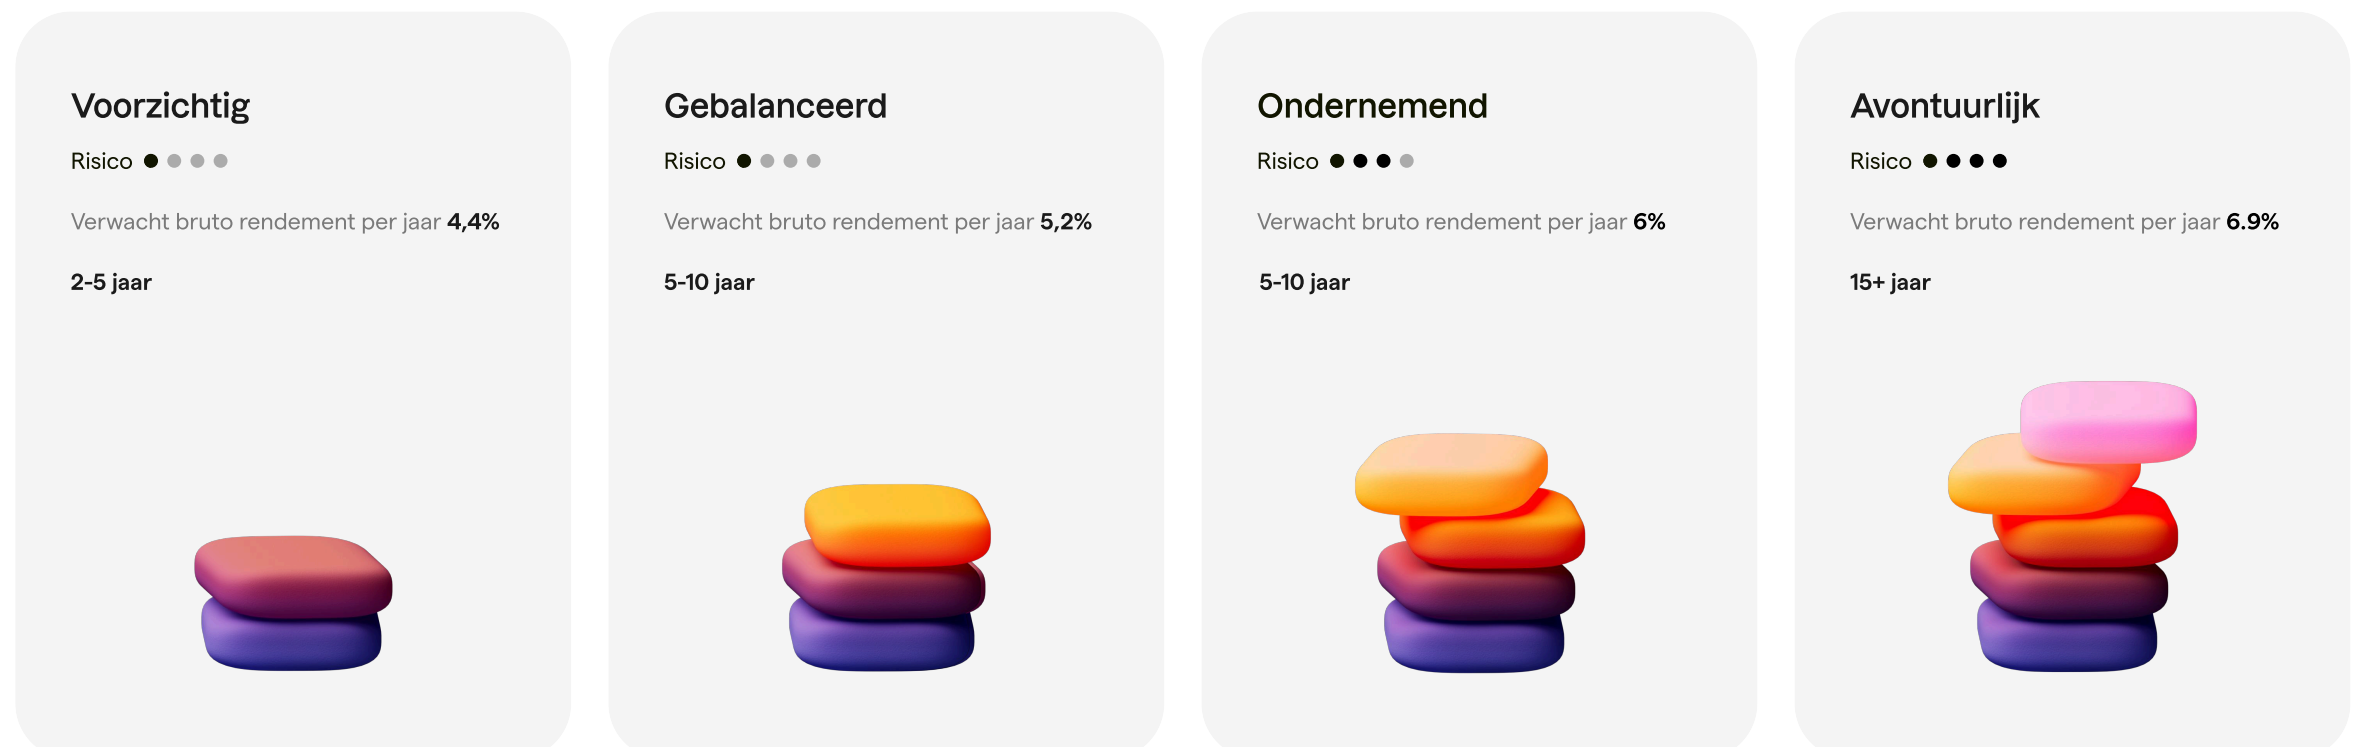 Voorzichtig
Risico
Verwacht bruto rendement per jaar 4,4%
2-5 jaar
Gebalanceerd
Risico
Verwacht bruto rendement per jaar 5,2%
5-10 jaar
Ondernemend
Risico
Verwacht bruto rendement per jaar 6%
5-10 jaar
Avontuurlijk
Risico
Verwacht bruto rendement per jaar 6.9%
15+ jaar